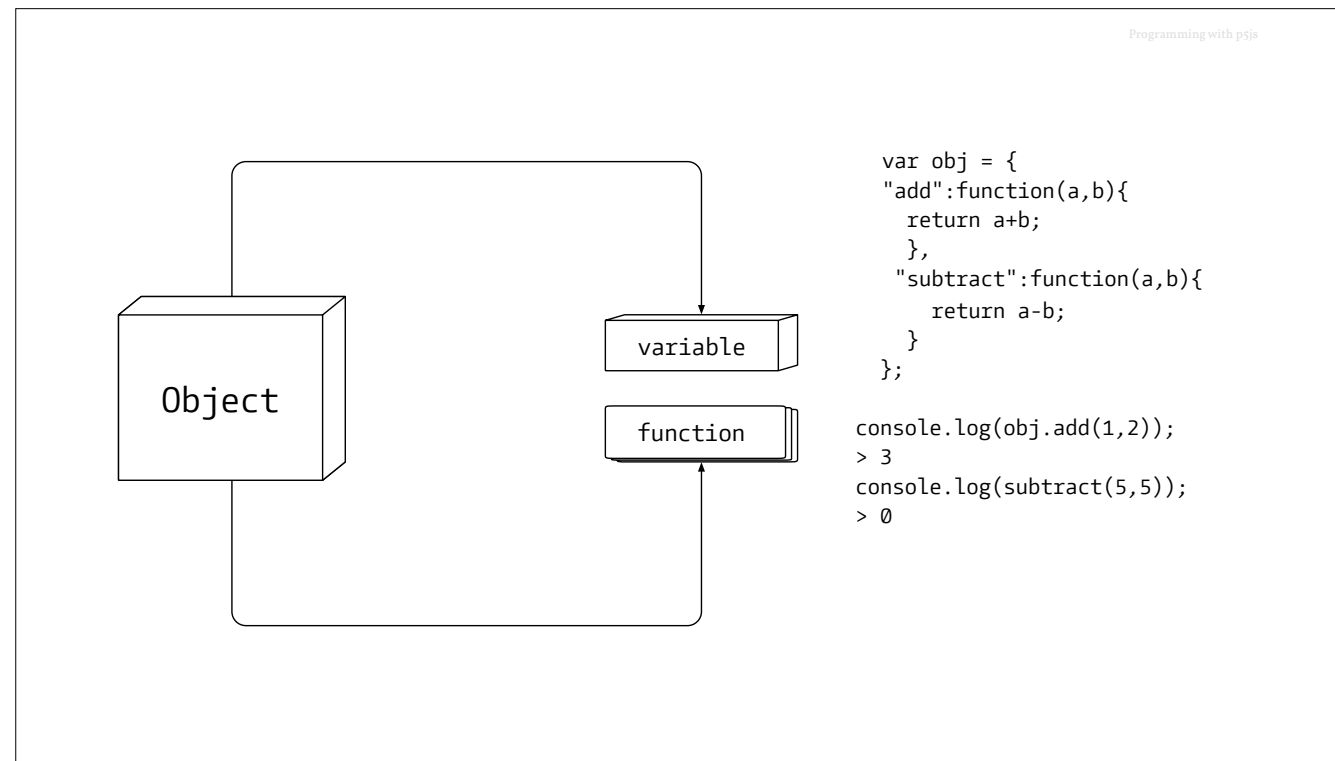 Programming with p5js
Object
variable
function
var obj = {
"add":function(a,b){
return a+b;
},
"subtract":function(a,b){
return a-b;
}
};
console.log(obj.add(1,2));
> 3
console.log(subtract(5,5));
> 0